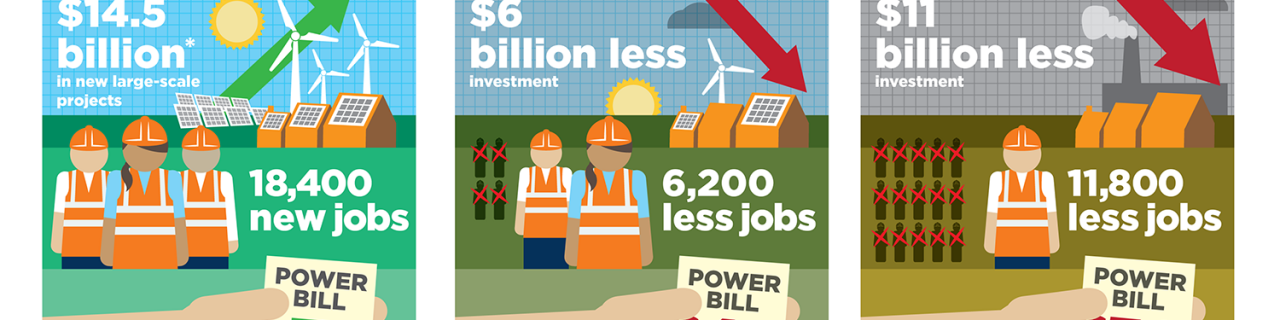 $14.5
billion*
in new large-scale
projects
18,400
new jobs
POWER
BILL
$6
billion less
investment
6,200
less jobs
POWER
BILL
$11
billion less
investment
11,800
less jobs
POWER
BILL